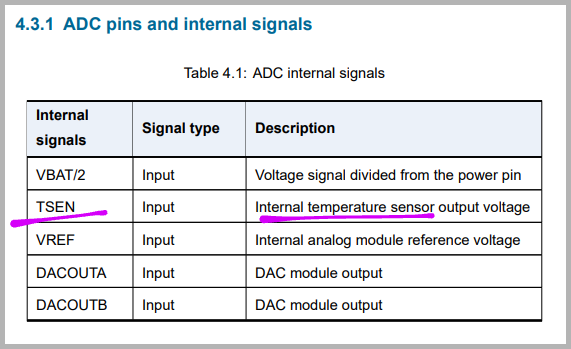 4.3.1 ADC pins and internal signals
Table 4.1: ADC internal signals
Internal signals Signal type Description
VBAT/2 Input Voltage signal divided from the power pin
TSEN Input Internal temperature sensor output voltage
VREF Input Internal analog module reference voltage
DACOUTA Input DAC module output
DACOUTB Input DAC module output